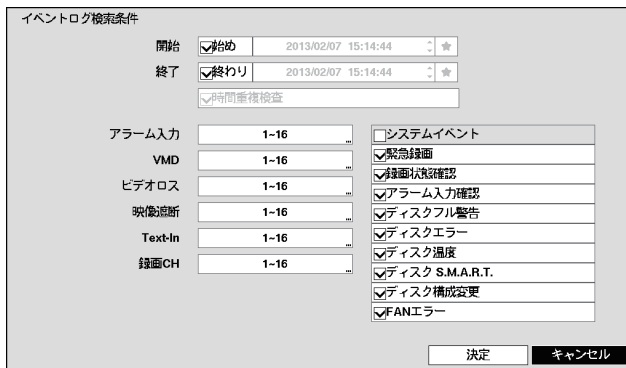 イベントログ検索条件
開始 始め 2013/02/07 15:14:44
終了 終わり 2013/02/07 15:14:44
時間重複検査
アラーム入力 1~16 ...
VMD 1~16 ...
ビデオロス 1~16 ...
映像遮断 1~16 ...
Text-In 1~16 ...
録画CH 1~16 ...
システムイベント
緊急録画
録画状態確認
アラーム入力確認
ディスクフル警告
ディスクエラー
ディスク温度
ディスク S.M.A.R.T.
ディスク構成変更
FANエラー
決定 キャンセル